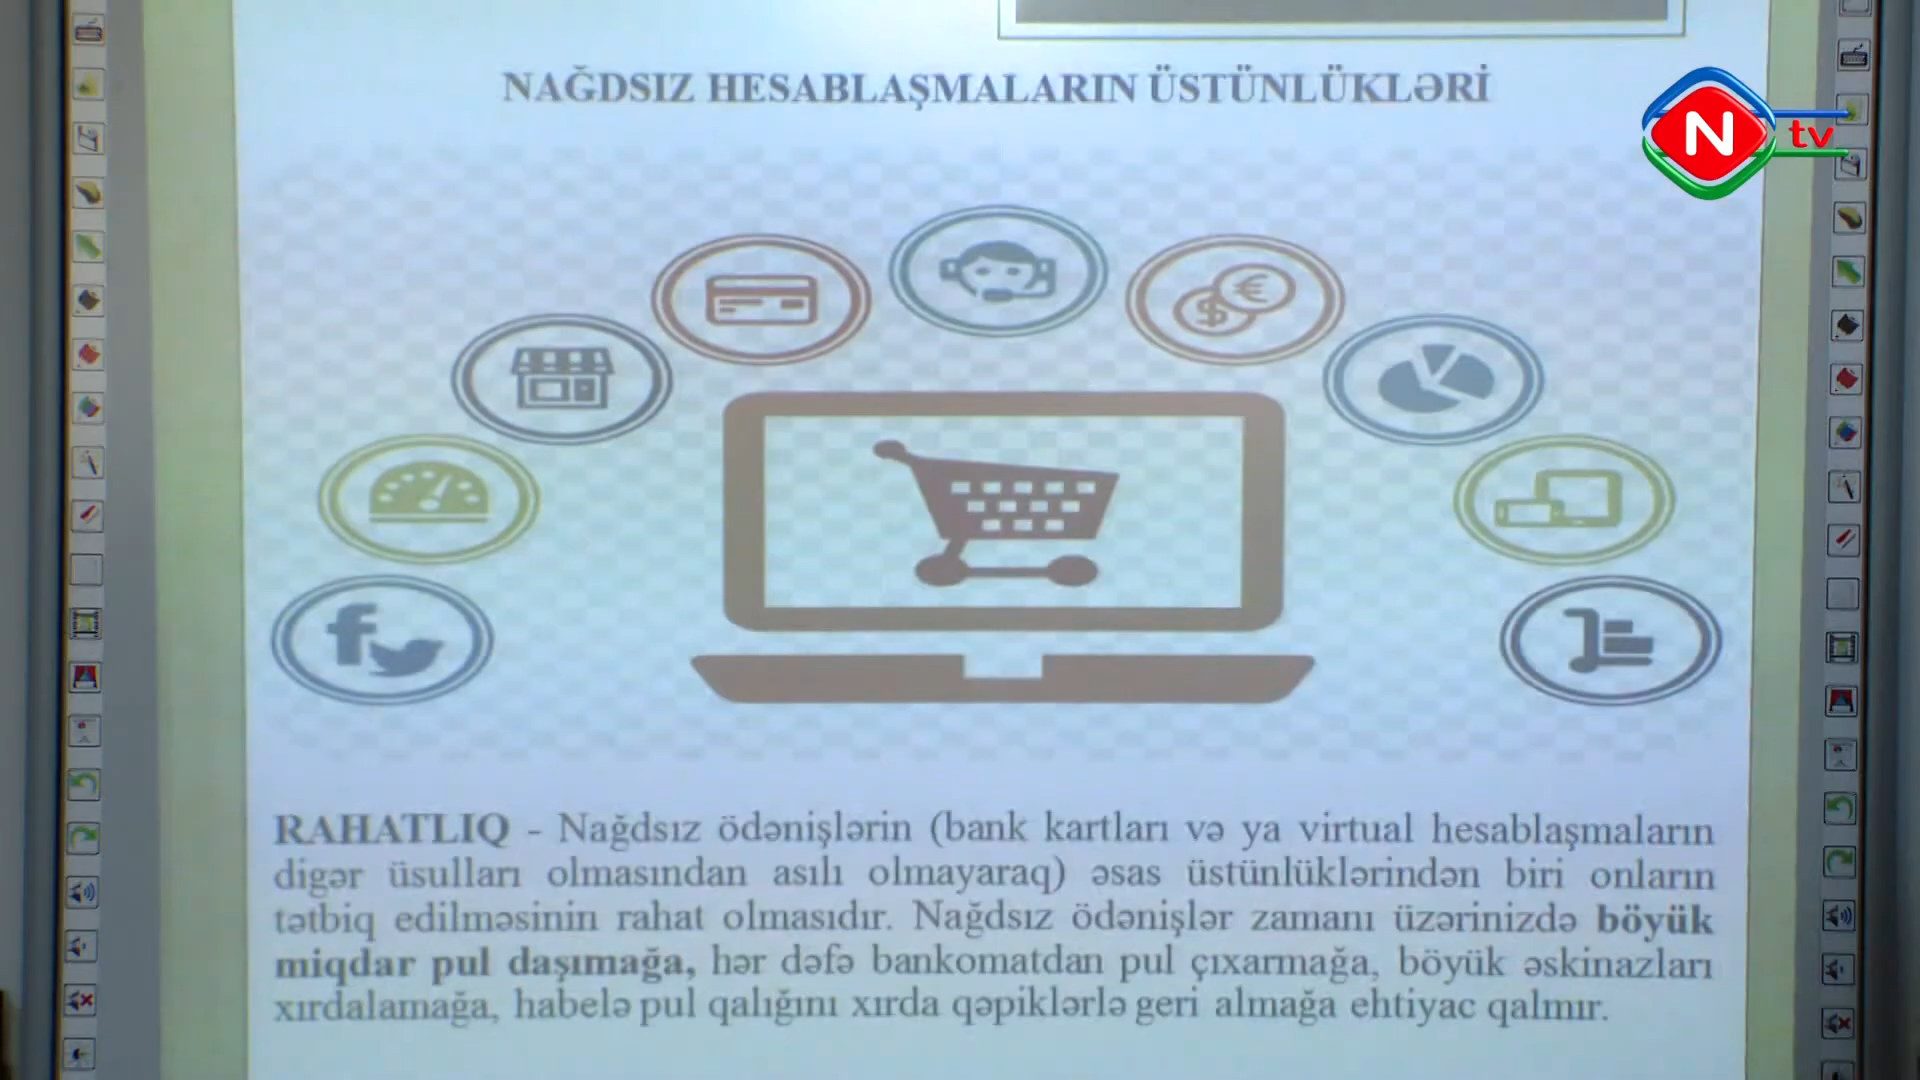 NAĞDSIZ HESABLAŞMALARIN ÜSTÜNLÜKLƏRİ
N tv
RAHATLIQ - Nağdsız ödənişlərin (bank kartları və ya virtual hesablaşmaların
digər üsulları olmasından asılı olmayaraq) əsas üstünlüklərindən biri onların
tətbiq edilməsinin rahat olmasıdır. Nağdsız ödənişlər zamanı üzərinizdə böyük
miqdar pul daşımağa, hər dəfə bankomatdan pul çıxarmağa, böyük əskinazları
xırdalamağa, habelə pul qalığını xırda qəpiklərlə geri almağa ehtiyac qalmır.